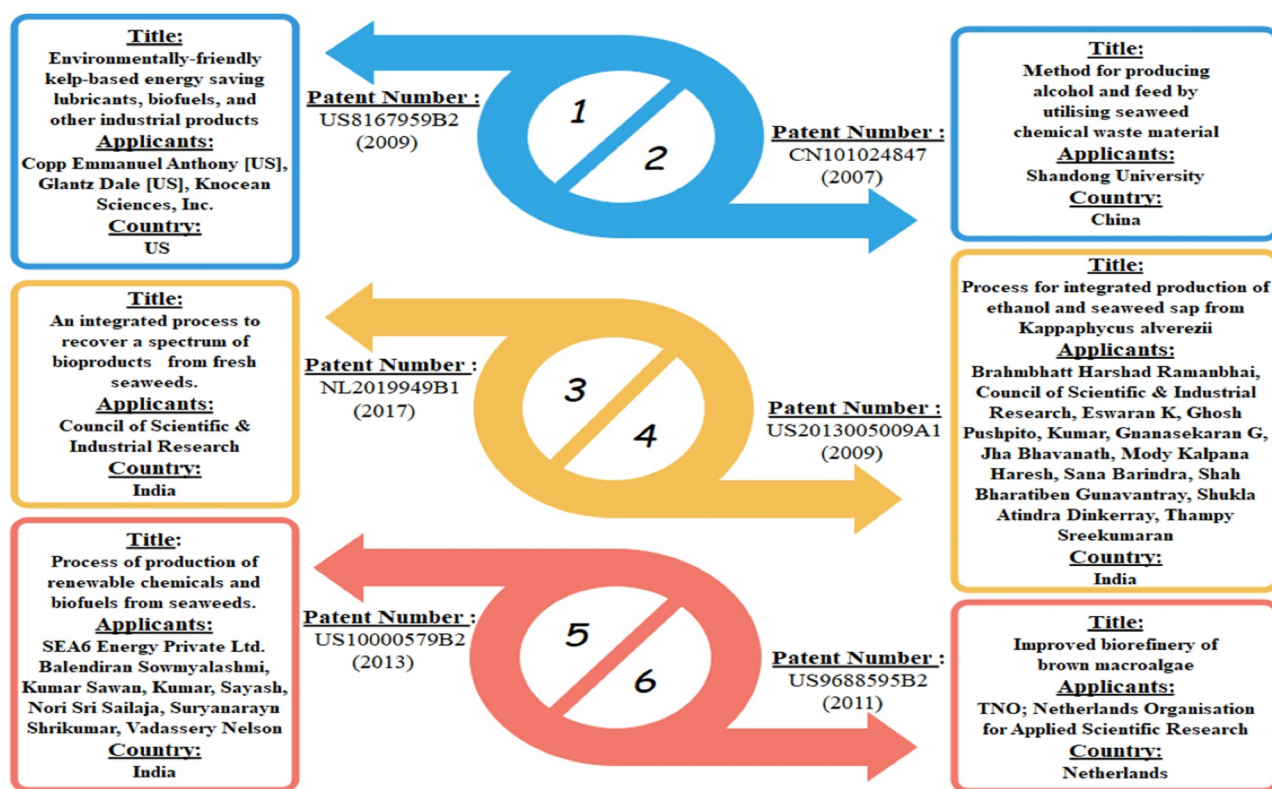 Title:
Environmentally-friendly
kelp-based energy saving
lubricants, biofuels, and
other industrial products
Applicants:
Copp Emmanuel Anthony [US],
Glantz Dale [US], Knocean
Sciences, Inc.
Country:
US
Patent Number :
US8167959B2
(2009)
1
2
Patent Number :
CN101024847
(2007)
Title:
Method for producing
alcohol and feed by
utilising seaweed
chemical waste material
Applicants:
Shandong University
Country:
China
Title:
An integrated process to
recover a spectrum of
bioproducts from fresh
seaweeds.
Applicants:
Council of Scientific &
Industrial Research
Country:
India
Patent Number :
NL2019949B1
(2017)
3
4
Patent Number :
US2013005009A1
(2009)
Title:
Process for integrated production of
ethanol and seaweed sap from
Kappaphycus alverezii
Applicants:
Brahmbhatt Harshad Ramanbhai,
Council of Scientific & Industrial
Research, Eswaran K, Ghosh
Pushpito, Kumar, Gnanasekaran G,
Jha Bhavanath, Mody Kalpana
Haresh, Sana Barindra, Shah
Bharatiben Gunavantray, Shukla
Atindra Dinkerray, Thampy
Sreekumaran
Country:
India
Title:
Process of production of
renewable chemicals and
biofuels from seaweeds.
Applicants:
SEA6 Energy Private Ltd.
Balendiran Sowmyalashmi,
Kumar Sawan, Kumar, Sayash,
Nori Sri Sailaja, Suryanarayn
Shrikumar, Vadassery Nelson
Country:
India
Patent Number :
US10000579B2
(2013)
5
6
Patent Number :
US9688595B2
(2011)
Title:
Improved biorefinery of
brown macroalgae
Applicants:
TNO; Netherlands Organisation
for Applied Scientific Research
Country:
Netherlands